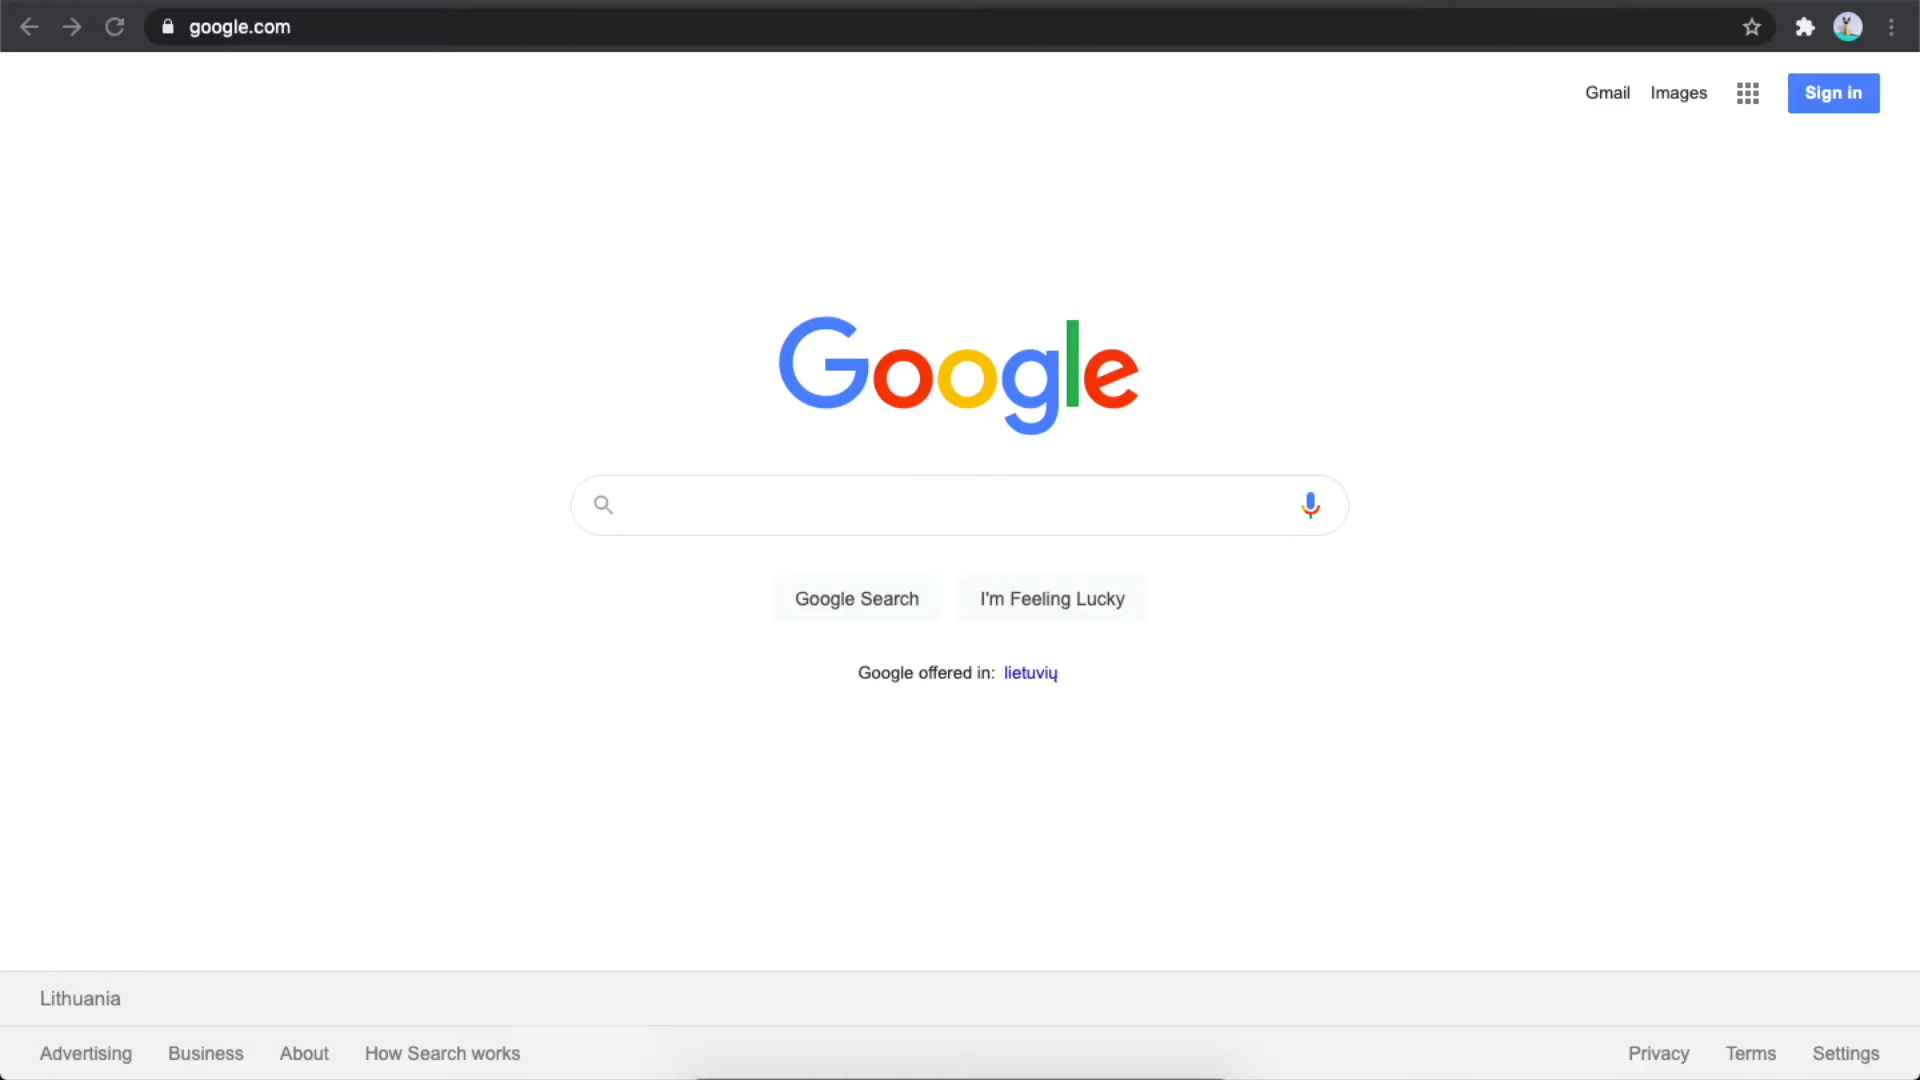 google.com
Gmail Images Sign in
Google
Google Search I'm Feeling Lucky
Google offered in: lietuvių
Lithuania
Advertising Business About How Search works Privacy Terms Settings